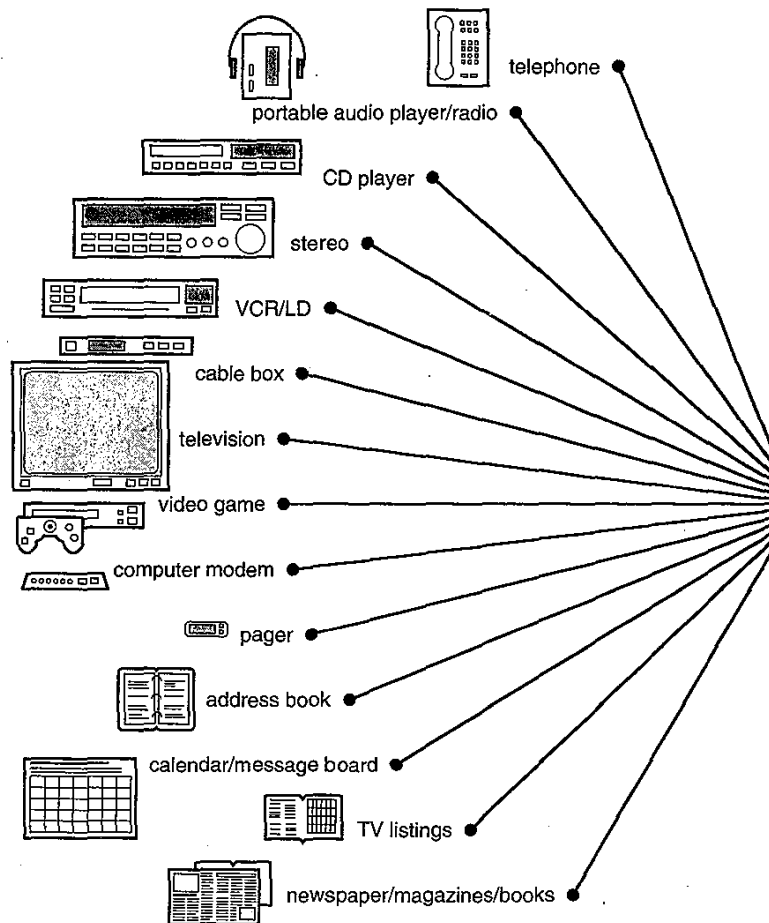 telephone
portable audio player/radio
CD player
stereo
VCR/LD
cable box
television
video game
computer modem
pager
address book
calendar/message board
TV listings
newspaper/magazines/books